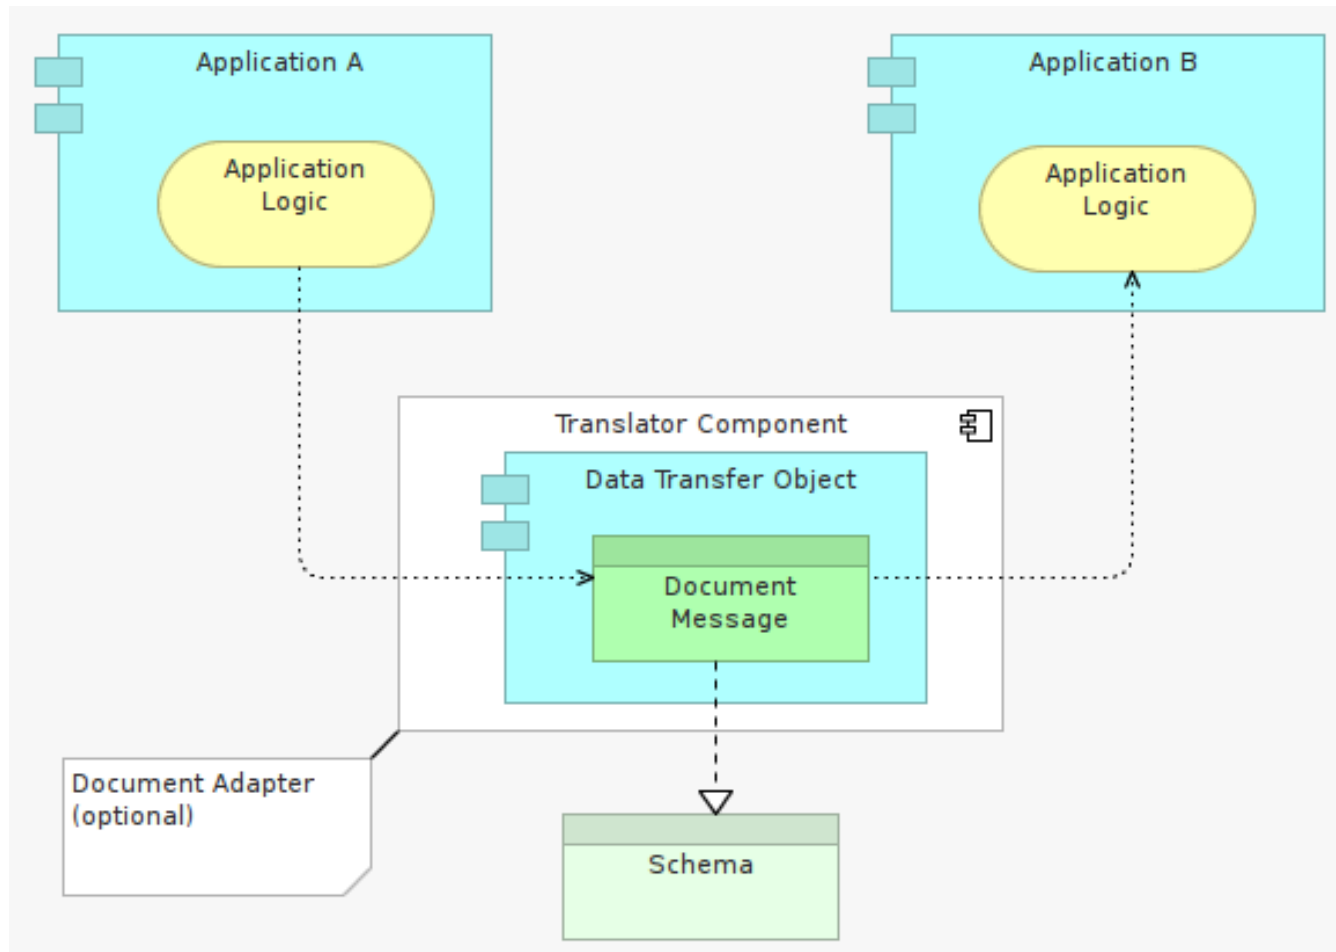 Application A
Application
Logic
Application B
Application
Logic
Translator Component
Data Transfer Object
Document
Message
Document Adapter
(optional)
Schema